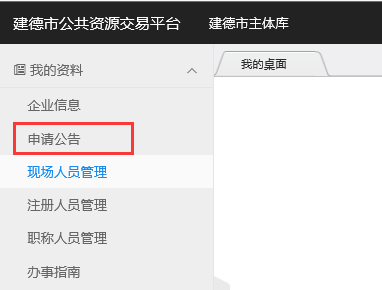 建德市公共资源交易平台 建德市主体库
我的资料
我的桌面
企业信息
申请公告
现场人员管理
注册人员管理
职称人员管理
办事指南